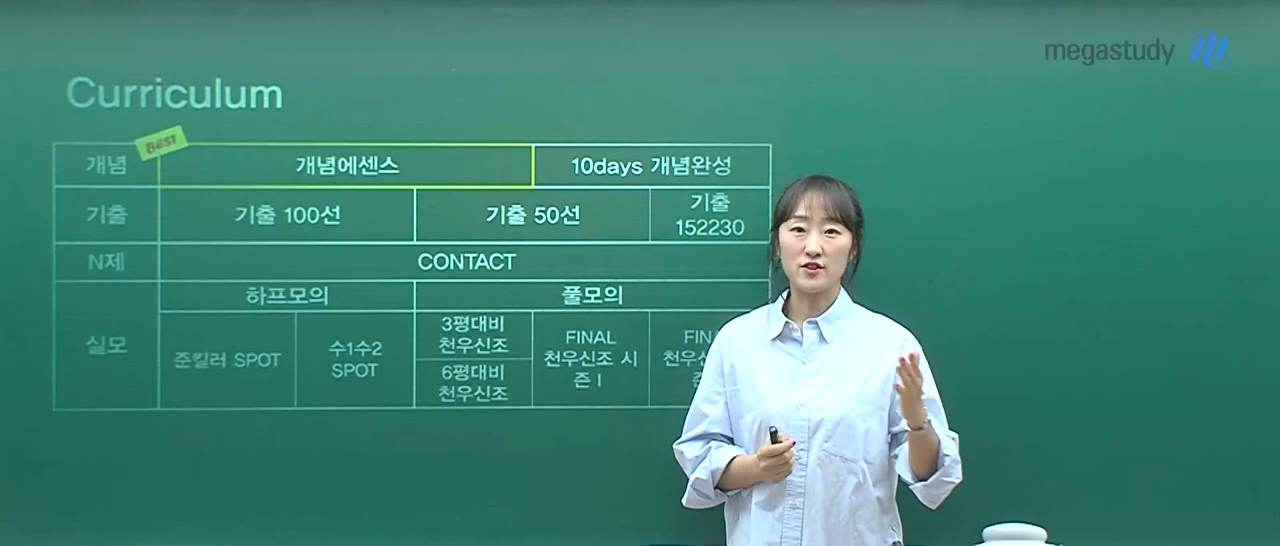 megastudy
Curriculum
BEST
개념
개념에센스
10days 개념완성
기출
기출 100선
기출 50선
기출
152230
N제
CONTACT
실모
하프모의
풀모의
준킬러 SPOT
수1수2
SPOT
3평대비
천우신조
6평대비
천우신조
FINAL
천우신조 시
즌 I